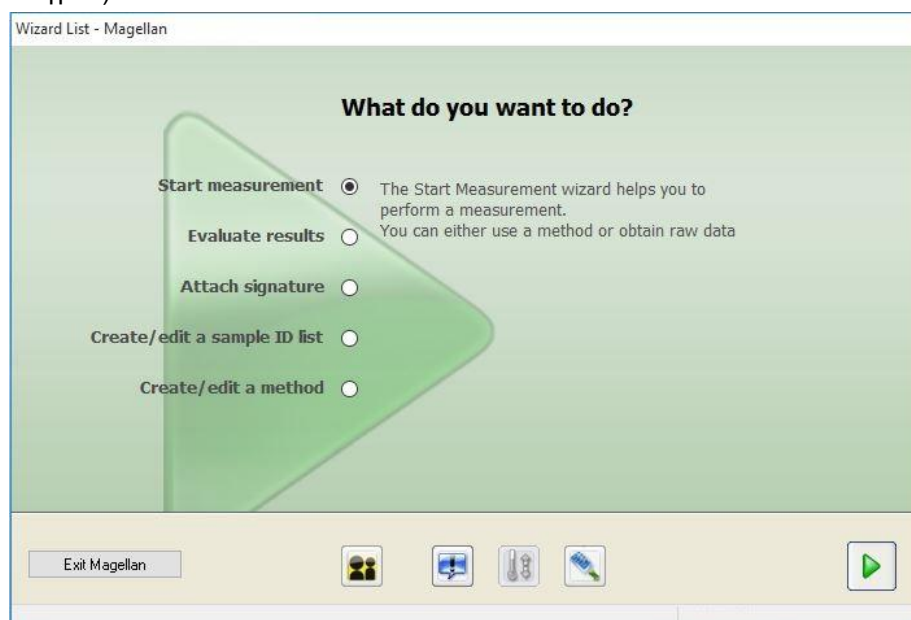 Wizard List - Magellan
What do you want to do?
Start measurement
The Start Measurement wizard helps you to
perform a measurement.
You can either use a method or obtain raw data
Evaluate results
Attach signature
Create/edit a sample ID list
Create/edit a method
Exit Magellan